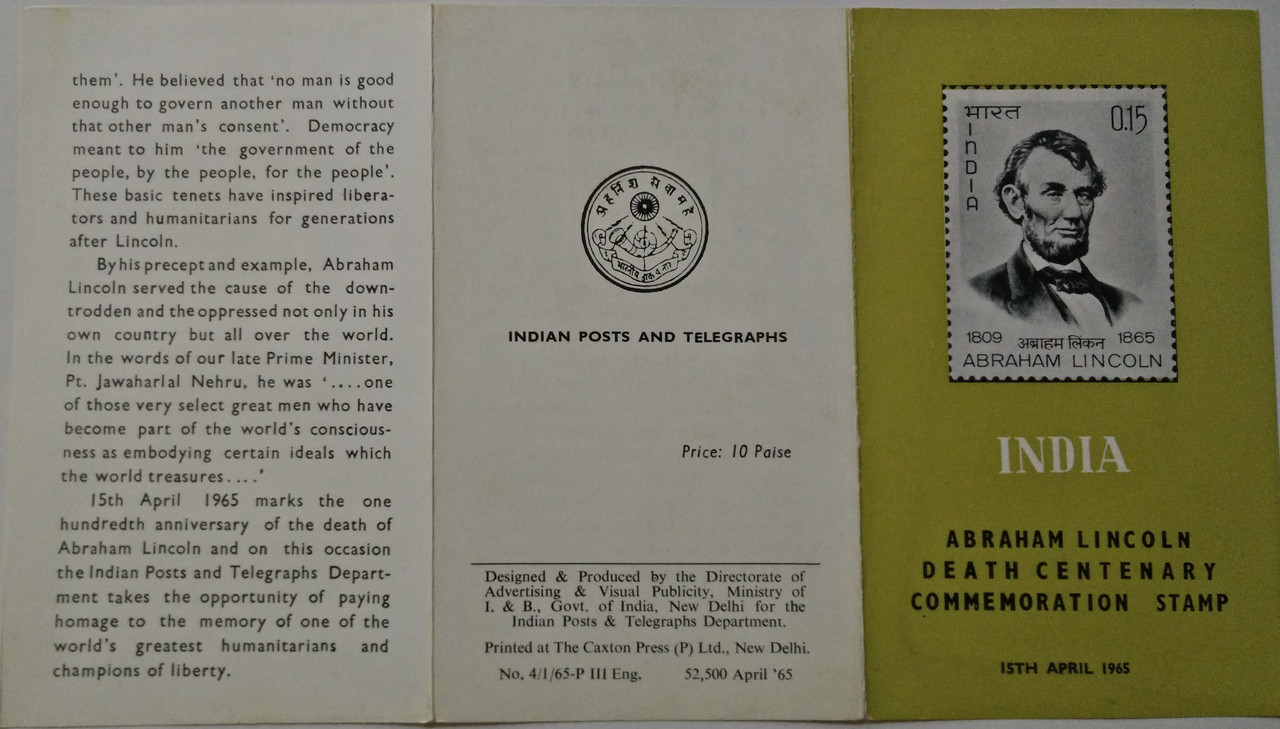 them'. He believed that 'no man is good
enough to govern another man without
that other man's consent'. Democracy
meant to him 'the government of the
people, by the people, for the people'.
These basic tenets have inspired libera-
tors and humanitarians for generations
after Lincoln.
By his precept and example, Abraham
Lincoln served the cause of the down-
trodden and the oppressed not only in his
own country but all over the world.
In the words of our late Prime Minister,
Pt. Jawaharlal Nehru, he was '....one
of those very select great men who have
become part of the world's conscious-
ness as embodying certain ideals which
the world treasures....'
15th April 1965 marks the one
hundredth anniversary of the death of
Abraham Lincoln and on this occasion
the Indian Posts and Telegraphs Depart-
ment takes the opportunity of paying
homage to the memory of one of the
world's greatest humanitarians and
champions of liberty.
अहर्निश सेवामहे
भारतीय डाक व तार
INDIAN POSTS AND TELEGRAPHS
Price: 10 Paise
Designed & Produced by the Directorate of
Advertising & Visual Publicity, Ministry of
I. & B., Govt. of India, New Delhi for the
Indian Posts & Telegraphs Department.
Printed at The Caxton Press (P) Ltd., New Delhi.
No. 4/1/65-P III Eng. 52,500 April '65
भारत 0.15
INDIA
1809 अब्राहम लिंकन 1865
ABRAHAM LINCOLN
INDIA
ABRAHAM LINCOLN
DEATH CENTENARY
COMMEMORATION STAMP
15TH APRIL 1965